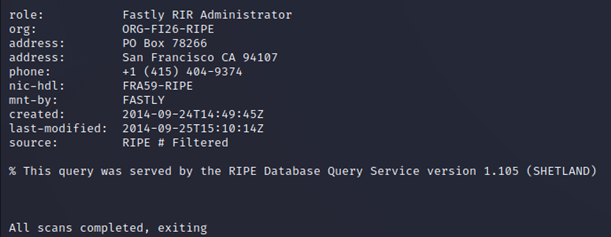 role: Fastly RIR Administrator
org: ORG-FI26-RIPE
address: PO Box 78266
address: San Francisco CA 94107
phone: +1 (415) 404-9374
nic-hdl: FRA59-RIPE
mnt-by: FASTLY
created: 2014-09-24T14:49:45Z
last-modified: 2014-09-25T15:10:14Z
source: RIPE # Filtered
% This query was served by the RIPE Database Query Service version 1.105 (SHETLAND)
All scans completed, exiting